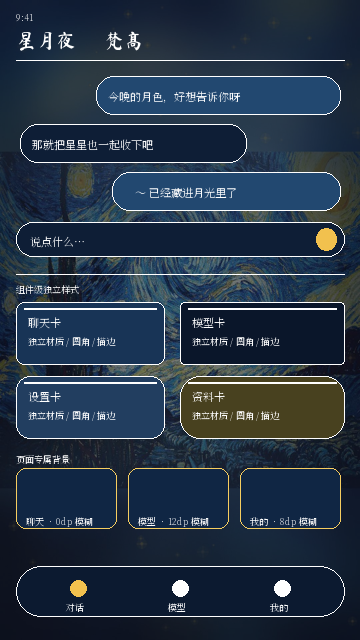 9:41
星月夜 梵高
今晚的月色，好想告诉你呀
那就把星星也一起收下吧
～已经藏进月光里了
说点什么…
组件级独立样式
聊天卡
独立材质 / 圆角 / 描边
模型卡
独立材质 / 圆角 / 描边
设置卡
独立材质 / 圆角 / 描边
资料卡
独立材质 / 圆角 / 描边
页面专属背景
聊天 · 0dp 模糊
模型 · 12dp 模糊
我的 · 8dp 模糊
对话
模型
我的